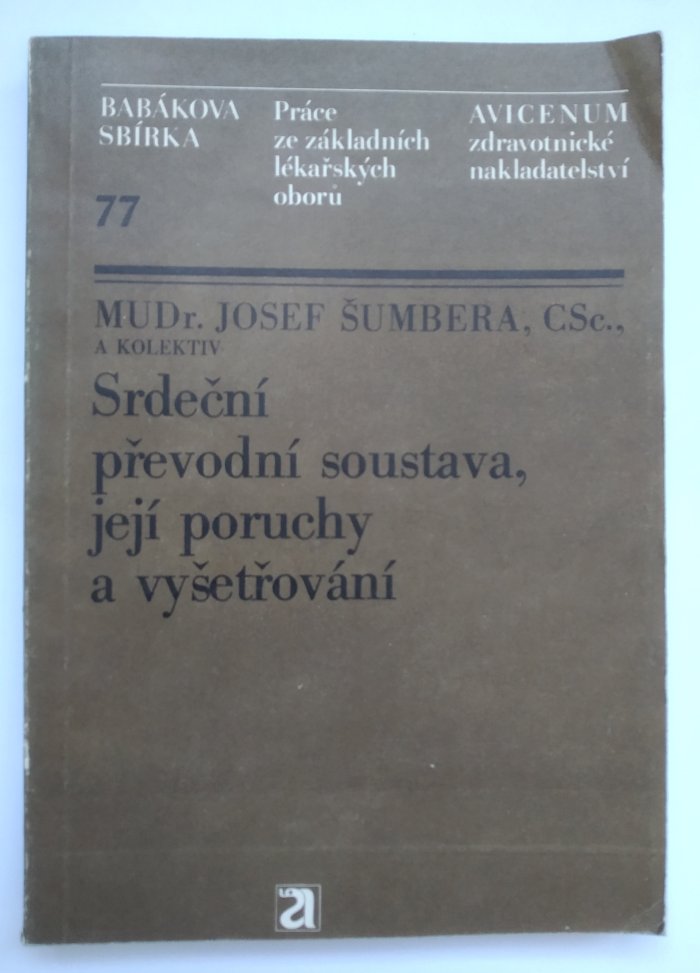 BABÁKOVA
SBÍRKA
77
Práce
ze základních
lékařských
oborů
AVICENUM
zdravotnické
nakladatelství
MUDr. JOSEF ŠUMBERA, CSc.,
A KOLEKTIV
Srdeční
převodní soustava,
její poruchy
a vyšetřování